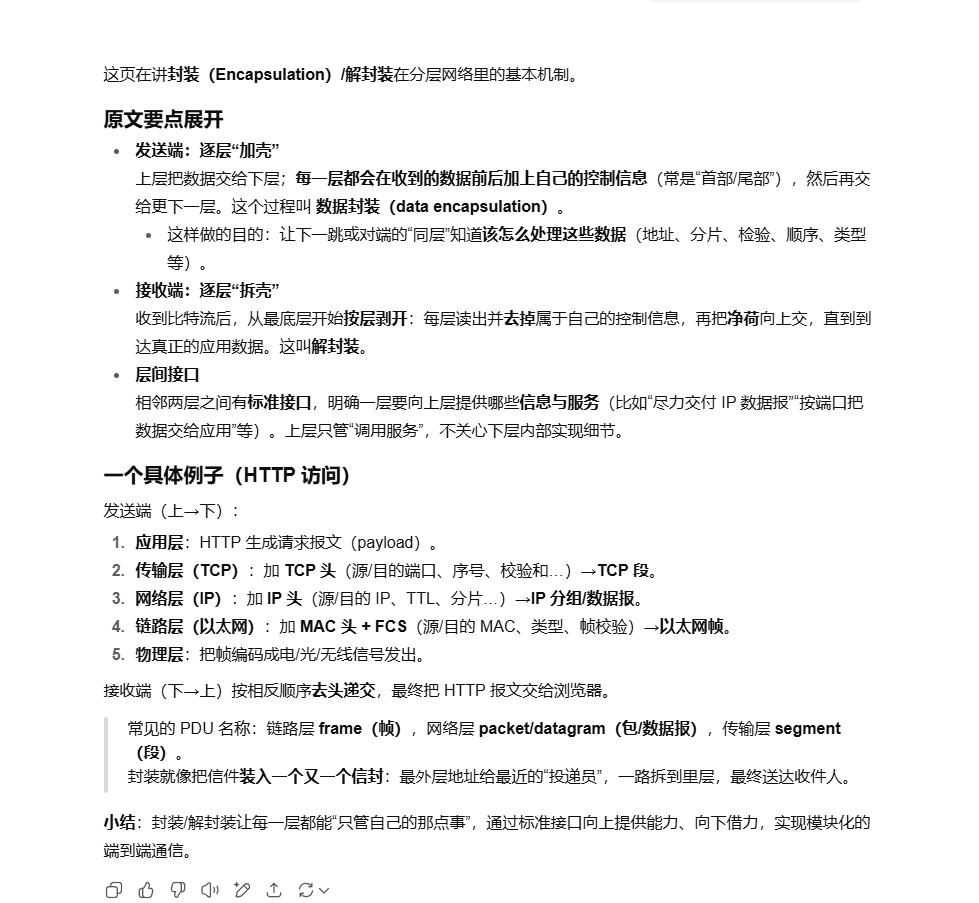 这页在讲封装（Encapsulation）/解封装在分层网络里的基本机制。
原文要点展开
• 发送端：逐层“加壳”
上层把数据交给下层；每一层都会在收到的数据前后加上自己的控制信息（常是“首部/尾部”），然后再交
给更下一层。这个过程叫 数据封装（data encapsulation）。
• 这样做的目的：让下一跳或对端的“同层”知道该怎么处理这些数据（地址、分片、检验、顺序、类型
等）。
• 接收端：逐层“拆壳”
收到比特流后，从最底层开始按层剥开：每层读出并去掉属于自己的控制信息，再把净荷向上交，直到到
达真正的应用数据。这叫解封装。
• 层间接口
相邻两层之间有标准接口，明确一层要向上层提供哪些信息与服务（比如“尽力交付 IP 数据报”“按端口把
数据交给应用”等）。上层只管“调用服务”，不关心下层内部实现细节。
一个具体例子（HTTP 访问）
发送端（上→下）：
1. 应用层：HTTP 生成请求报文（payload）。
2. 传输层（TCP）：加 TCP 头（源/目的端口、序号、校验和…）→TCP 段。
3. 网络层（IP）：加 IP 头（源/目的 IP、TTL、分片…）→IP 分组/数据报。
4. 链路层（以太网）：加 MAC 头 + FCS（源/目的 MAC、类型、帧校验）→以太网帧。
5. 物理层：把帧编码成电/光/无线信号发出。
接收端（下→上）按相反顺序去头递交，最终把 HTTP 报文交给浏览器。
常见的 PDU 名称：链路层 frame（帧），网络层 packet/datagram（包/数据报），传输层 segment
（段）。
封装就像把信件装入一个又一个信封：最外层地址给最近的“投递员”，一路拆到里层，最终送达收件人。
小结：封装/解封装让每一层都能“只管自己的那点事”，通过标准接口向上提供能力、向下借力，实现模块化的
端到端通信。